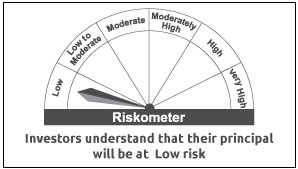 Low
Low to
Moderate
Moderate
Moderately
High
High
very High
Riskometer
Investors understand that their principal
will be at Low risk